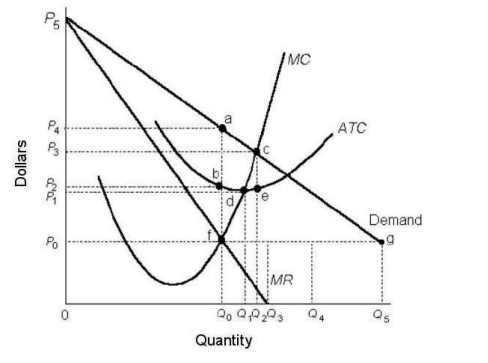 P5
MC
a
P4
ATC
P3
c
Dollars
b
P2
P1
d
e
Demand
P0
f
g
MR
0
Q0 Q1 Q2 Q3 Q4 Q5
Quantity